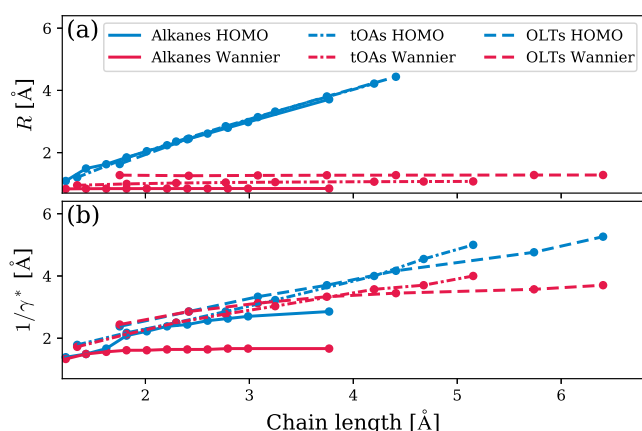 (a)
Alkanes HOMO
tOAs HOMO
OLTs HOMO
Alkanes Wannier
tOAs Wannier
OLTs Wannier
6
4
2
R [Å]
(b)
6
4
2
1/γ* [Å]
2 3 4 5 6
Chain length [Å]